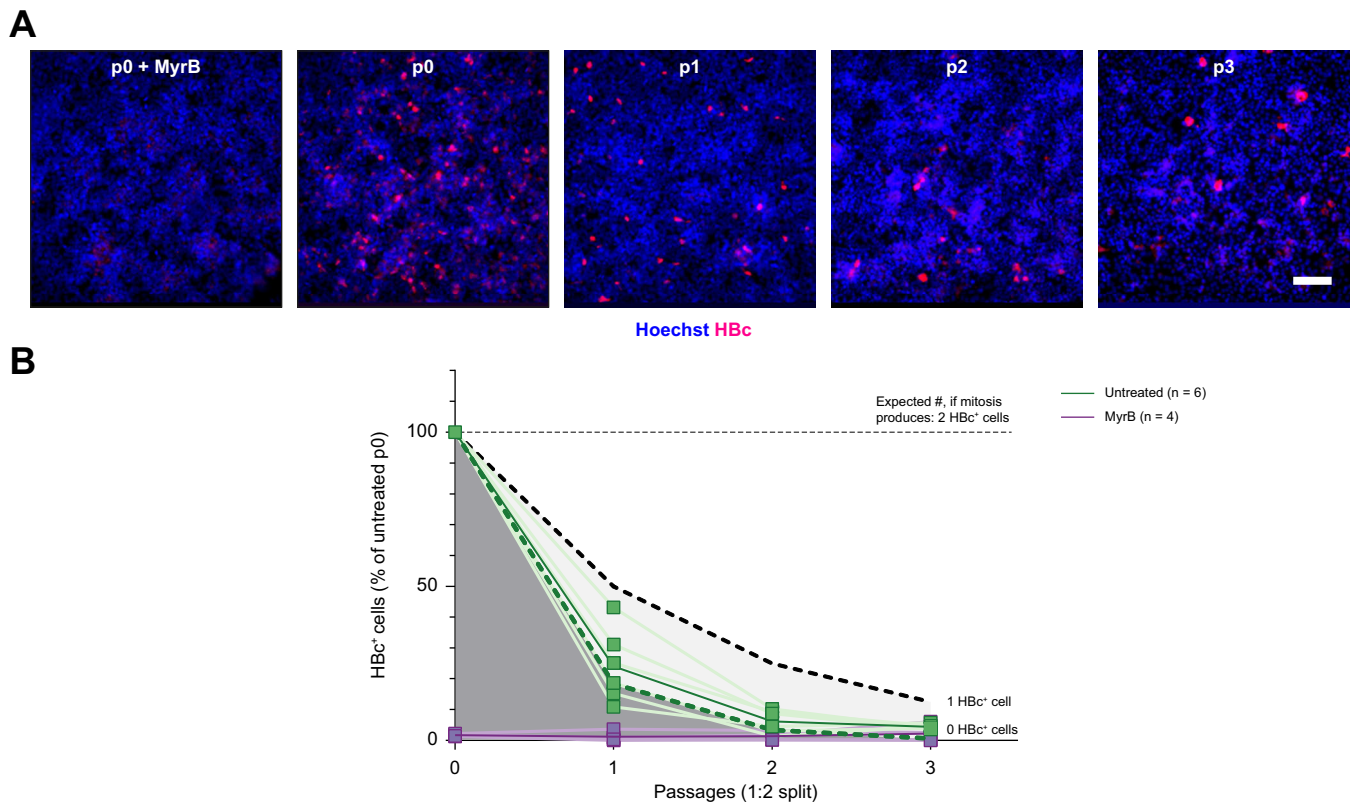 A
p0 + MyrB
p0
p1
p2
p3
Hoechst HBc
B
HBc⁺ cells (% of untreated p0)
100
50
0
Expected #, if mitosis
produces: 2 HBc⁺ cells
Untreated (n = 6)
MyrB (n = 4)
1 HBc⁺ cell
0 HBc⁺ cells
0
1
2
3
Passages (1:2 split)